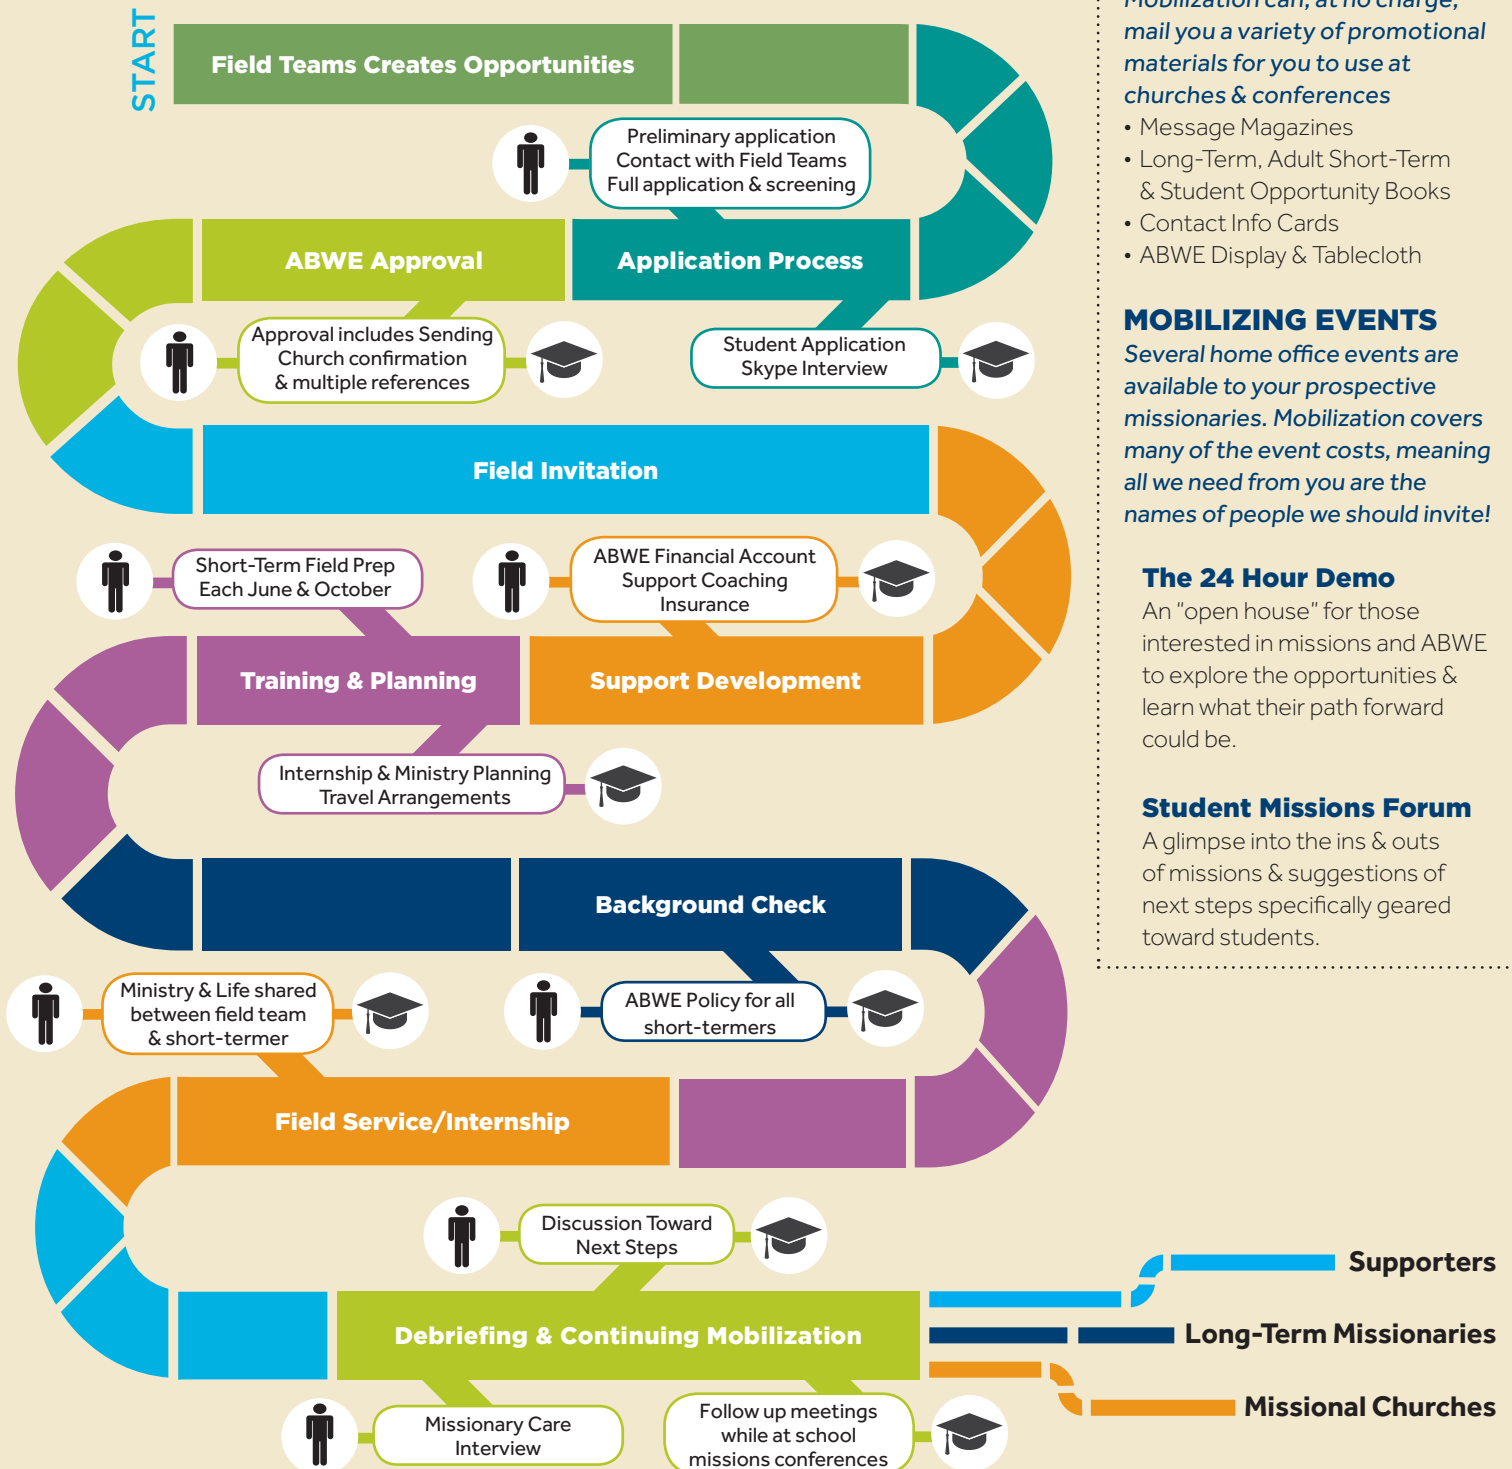 START
Field Teams Creates Opportunities
Preliminary application
Contact with Field Teams
Full application & screening
ABWE Approval
Application Process
Approval includes Sending
Church confirmation
& multiple references
Student Application
Skype Interview
Field Invitation
Short-Term Field Prep
Each June & October
ABWE Financial Account
Support Coaching
Insurance
Training & Planning
Support Development
Internship & Ministry Planning
Travel Arrangements
Background Check
Ministry & Life shared
between field team
& short-termer
ABWE Policy for all
short-termers
Field Service/Internship
Discussion Toward
Next Steps
Debriefing & Continuing Mobilization
Missionary Care
Interview
Follow up meetings
while at school
missions conferences
Supporters
Long-Term Missionaries
Missional Churches
Mobilization can, at no charge,
mail you a variety of promotional
materials for you to use at
churches & conferences
• Message Magazines
• Long-Term, Adult Short-Term
& Student Opportunity Books
• Contact Info Cards
• ABWE Display & Tablecloth
MOBILIZING EVENTS
Several home office events are
available to your prospective
missionaries. Mobilization covers
many of the event costs, meaning
all we need from you are the
names of people we should invite!
The 24 Hour Demo
An “open house” for those
interested in missions and ABWE
to explore the opportunities &
learn what their path forward
could be.
Student Missions Forum
A glimpse into the ins & outs
of missions & suggestions of
next steps specifically geared
toward students.